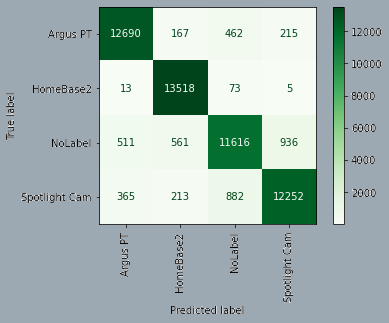 Argus PT 12690 167 462 215
HomeBase2 13 13518 73 5
NoLabel 511 561 11616 936
Spotlight Cam 365 213 882 12252
True label
Argus PT HomeBase2 NoLabel Spotlight Cam
Predicted label
12000
10000
8000
6000
4000
2000